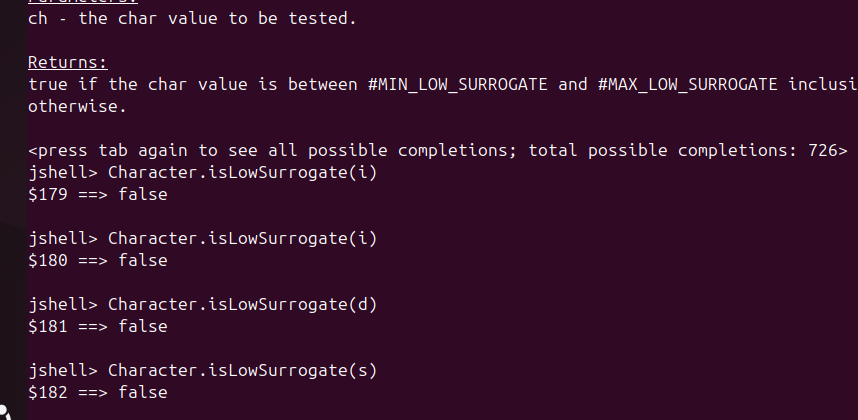 Parameters:
ch - the char value to be tested.
Returns:
true if the char value is between #MIN_LOW_SURROGATE and #MAX_LOW_SURROGATE inclusi
otherwise.
<press tab again to see all possible completions; total possible completions: 726>
jshell> Character.isLowSurrogate(i)
$179 ==> false
jshell> Character.isLowSurrogate(i)
$180 ==> false
jshell> Character.isLowSurrogate(d)
$181 ==> false
jshell> Character.isLowSurrogate(s)
$182 ==> false